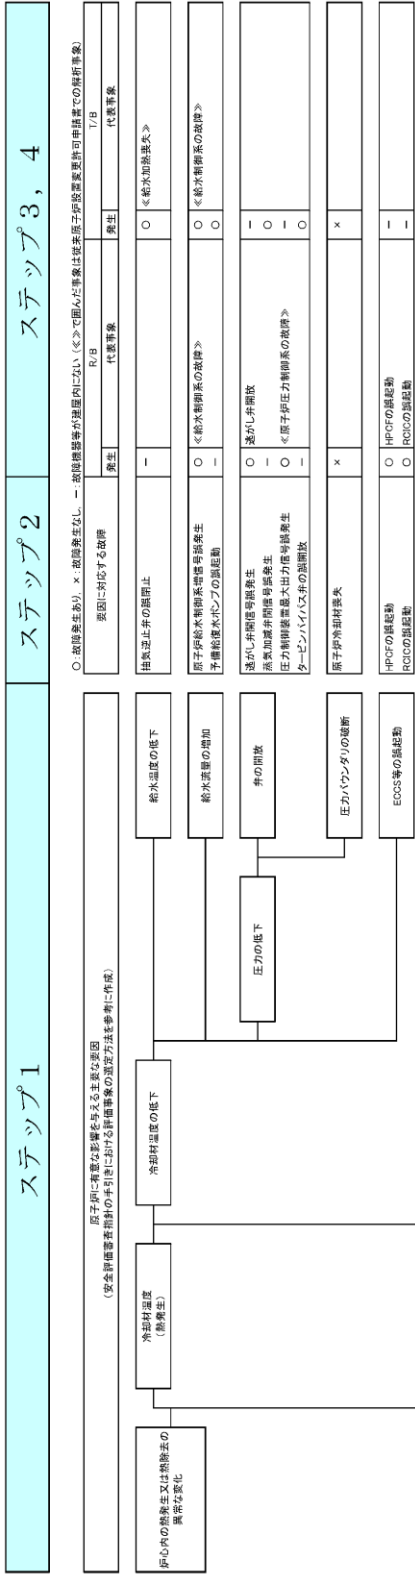 ステップ1
ステップ2
ステップ3,4
○:故障発生あり、×:故障発生なし、-:故障機器等が建屋内にない(≪≫で囲んだ事象は従来原子炉設置変更許可申請書での解析事象)
原子炉に有意な影響を与える主要な要因
(安全評価審査指針の手引きにおける評価事象の選定方法を参考に作成)
要因に対応する故障
R/B
T/B
発生
代表事象
発生
代表事象
炉心内の熱発生又は熱除去の
異常な変化
冷却材温度
(熱発生)
冷却材温度の低下
給水温度の低下
抽気逆止弁の誤閉止
-
○
≪給水加熱喪失≫
給水流量の増加
原子炉給水制御系増信号誤発生
○
≪給水制御系の故障≫
○
≪給水制御系の故障≫
予備給復水ポンプの誤起動
-
○
圧力の低下
弁の開放
逃がし弁開信号誤発生
○
逃がし弁開放
-
蒸気加減弁開信号誤発生
-
○
圧力制御装置最大出力信号誤発生
○
≪原子炉圧力制御系の故障≫
-
タービンバイパス弁の誤開放
-
○
圧力バウンダリの破断
原子炉冷却材喪失
×
×
ECCS等の誤起動
HPCFの誤起動
○
HPCFの誤起動
-
RCICの誤起動
○
RCICの誤起動
-